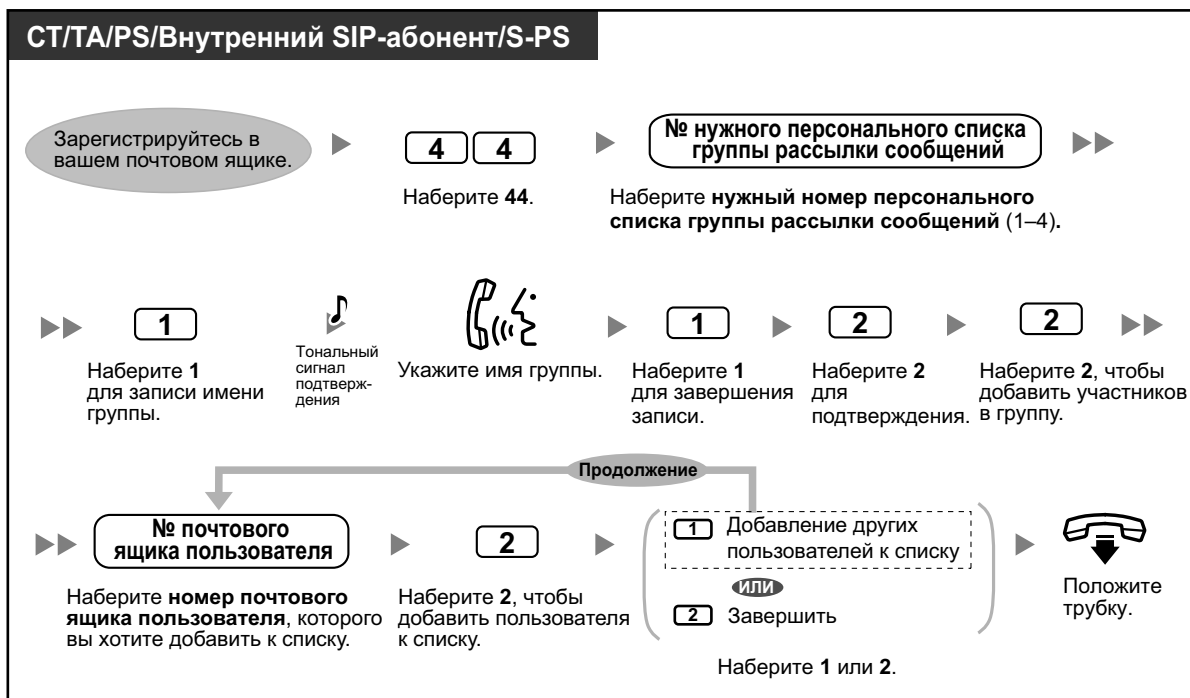 СТ/ТА/PS/Внутренний SIP-абонент/S-PS
Зарегистрируйтесь в
вашем почтовом ящике.
4 4
Наберите 44.
№ нужного персонального списка
группы рассылки сообщений
Наберите нужный номер персонального
списка группы рассылки сообщений (1–4).
1
Наберите 1
для записи имени
группы.
Тональный
сигнал
подтверж-
дения
Укажите имя группы.
1
Наберите 1
для завершения
записи.
2
Наберите 2
для
подтверждения.
2
Наберите 2, чтобы
добавить участников
в группу.
Продолжение
№ почтового
ящика пользователя
Наберите номер почтового
ящика пользователя, которого
вы хотите добавить к списку.
2
Наберите 2, чтобы
добавить пользователя
к списку.
1 Добавление других
пользователей к списку
ИЛИ
2 Завершить
Наберите 1 или 2.
Положите
трубку.